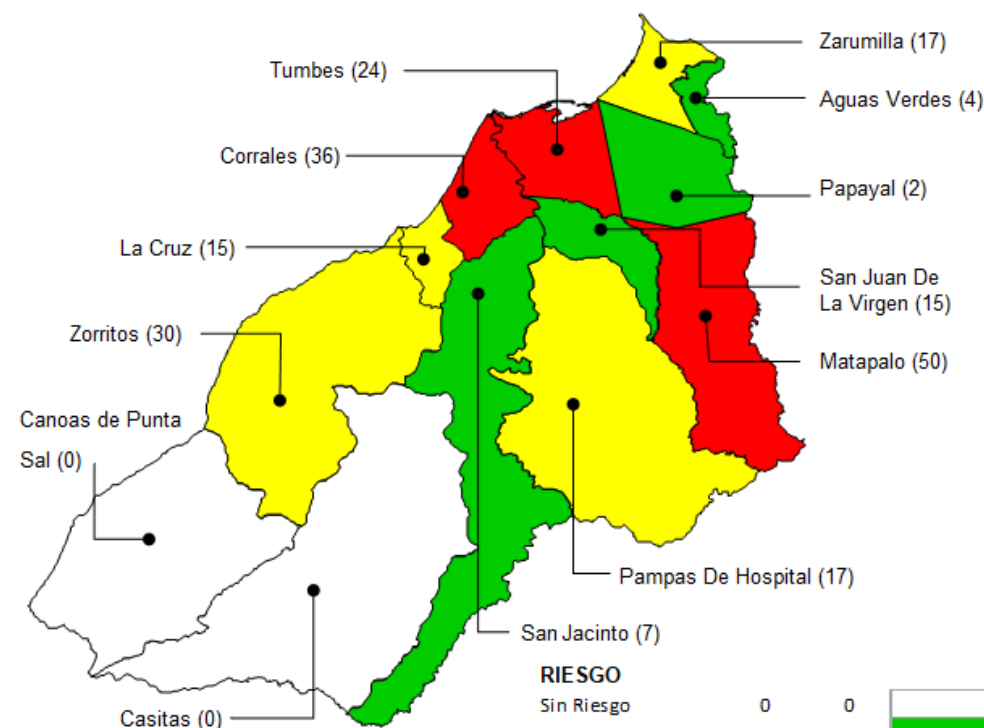 Zarumilla (17)
Tumbes (24)
Aguas Verdes (4)
Corrales (36)
Papayal (2)
La Cruz (15)
San Juan De
La Virgen (15)
Zorritos (30)
Matapalo (50)
Canoas de Punta
Sal (0)
Pampas De Hospital (17)
San Jacinto (7)
RIESGO
Sin Riesgo 0 0
Casitas (0)